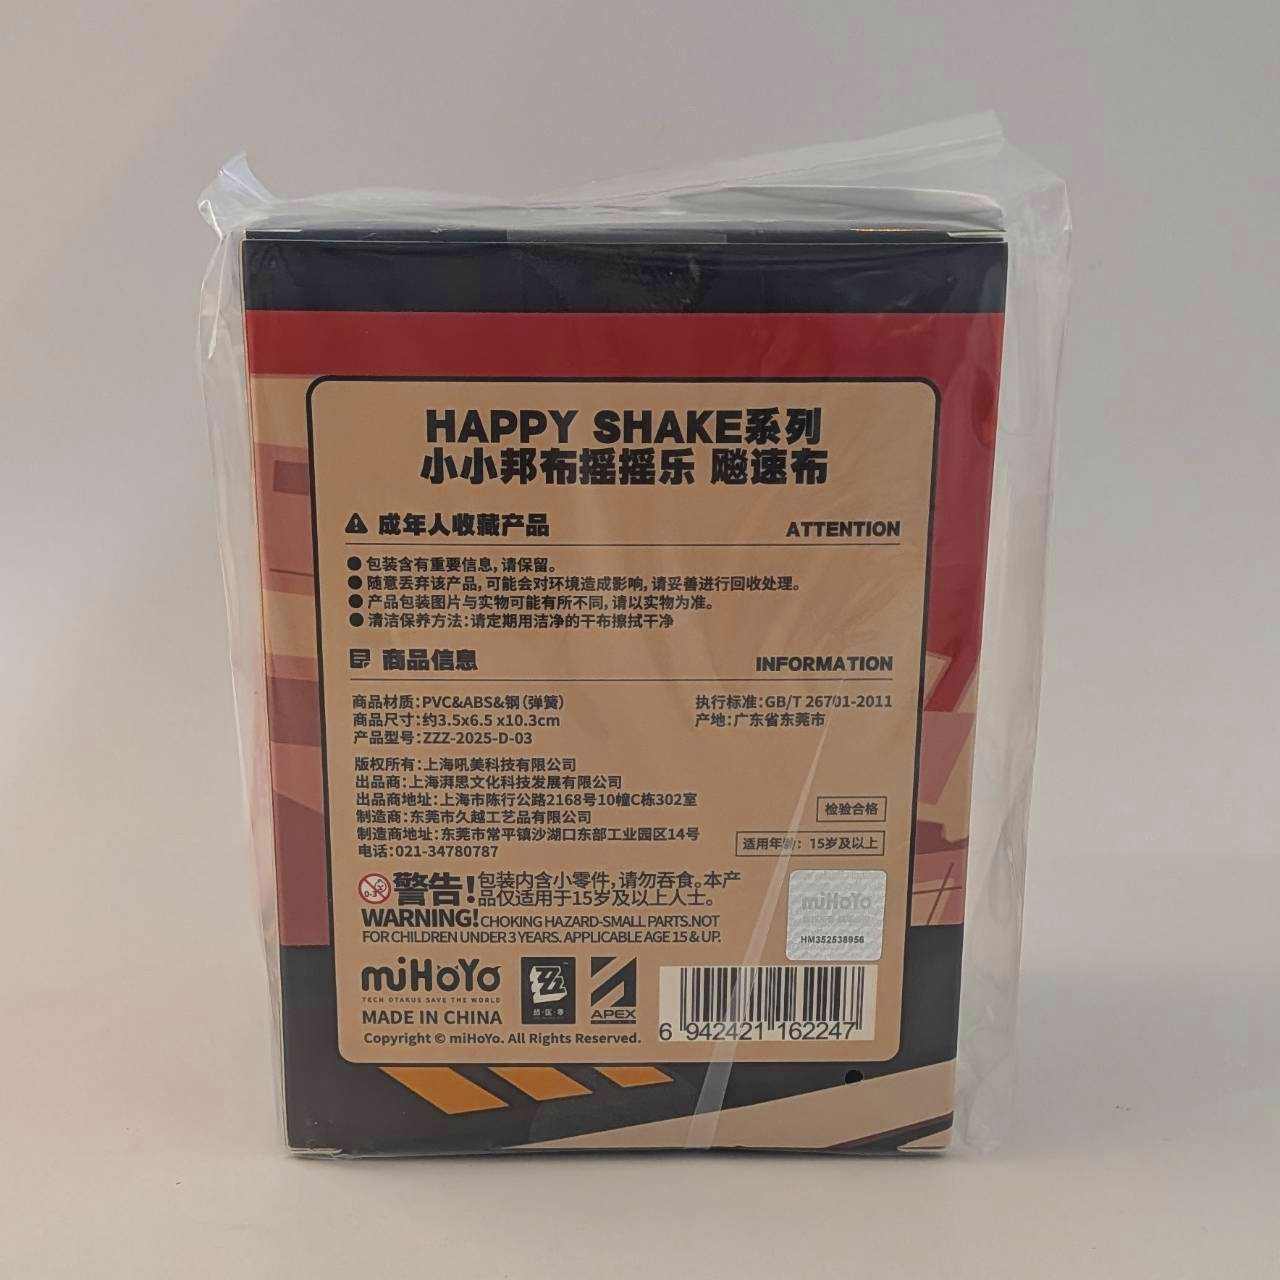 HAPPY SHAKE系列
小小邦布摇摇乐 飚速布
成年人收藏产品 ATTENTION
● 包装含有重要信息,请保留。
● 随意丢弃该产品,可能会对环境造成影响,请妥善进行回收处理。
● 产品包装图片与实物可能有所不同,请以实物为准。
● 清洁保养方法:请定期用洁净的干布擦拭干净
商品信息 INFORMATION
商品材质:PVC&ABS&钢(弹簧) 执行标准:GB/T 26701-2011
商品尺寸:约3.5x6.5 x10.3cm 产地:广东省东莞市
产品型号:ZZZ-2025-D-03
版权所有:上海吼美科技有限公司
出品商:上海湃思文化科技发展有限公司
出品商地址:上海市陈行公路2168号10幢C栋302室
制造商:东莞市久越工艺品有限公司
检验合格
制造商地址:东莞市常平镇沙湖口东部工业园区14号
适用年龄:15岁及以上
电话:021-34780787
0-3
警告!包装内含小零件,请勿吞食。本产
品仅适用于15岁及以上人士。
WARNING! CHOKING HAZARD-SMALL PARTS.NOT
FOR CHILDREN UNDER 3 YEARS. APPLICABLE AGE 15 & UP.
miHoYo
HM352538956
miHoYo
TECH OTAKUS SAVE THE WORLD
MADE IN CHINA
ZZZ
绝·区·零
APEX
6 942421 162247
Copyright © miHoYo. All Rights Reserved.